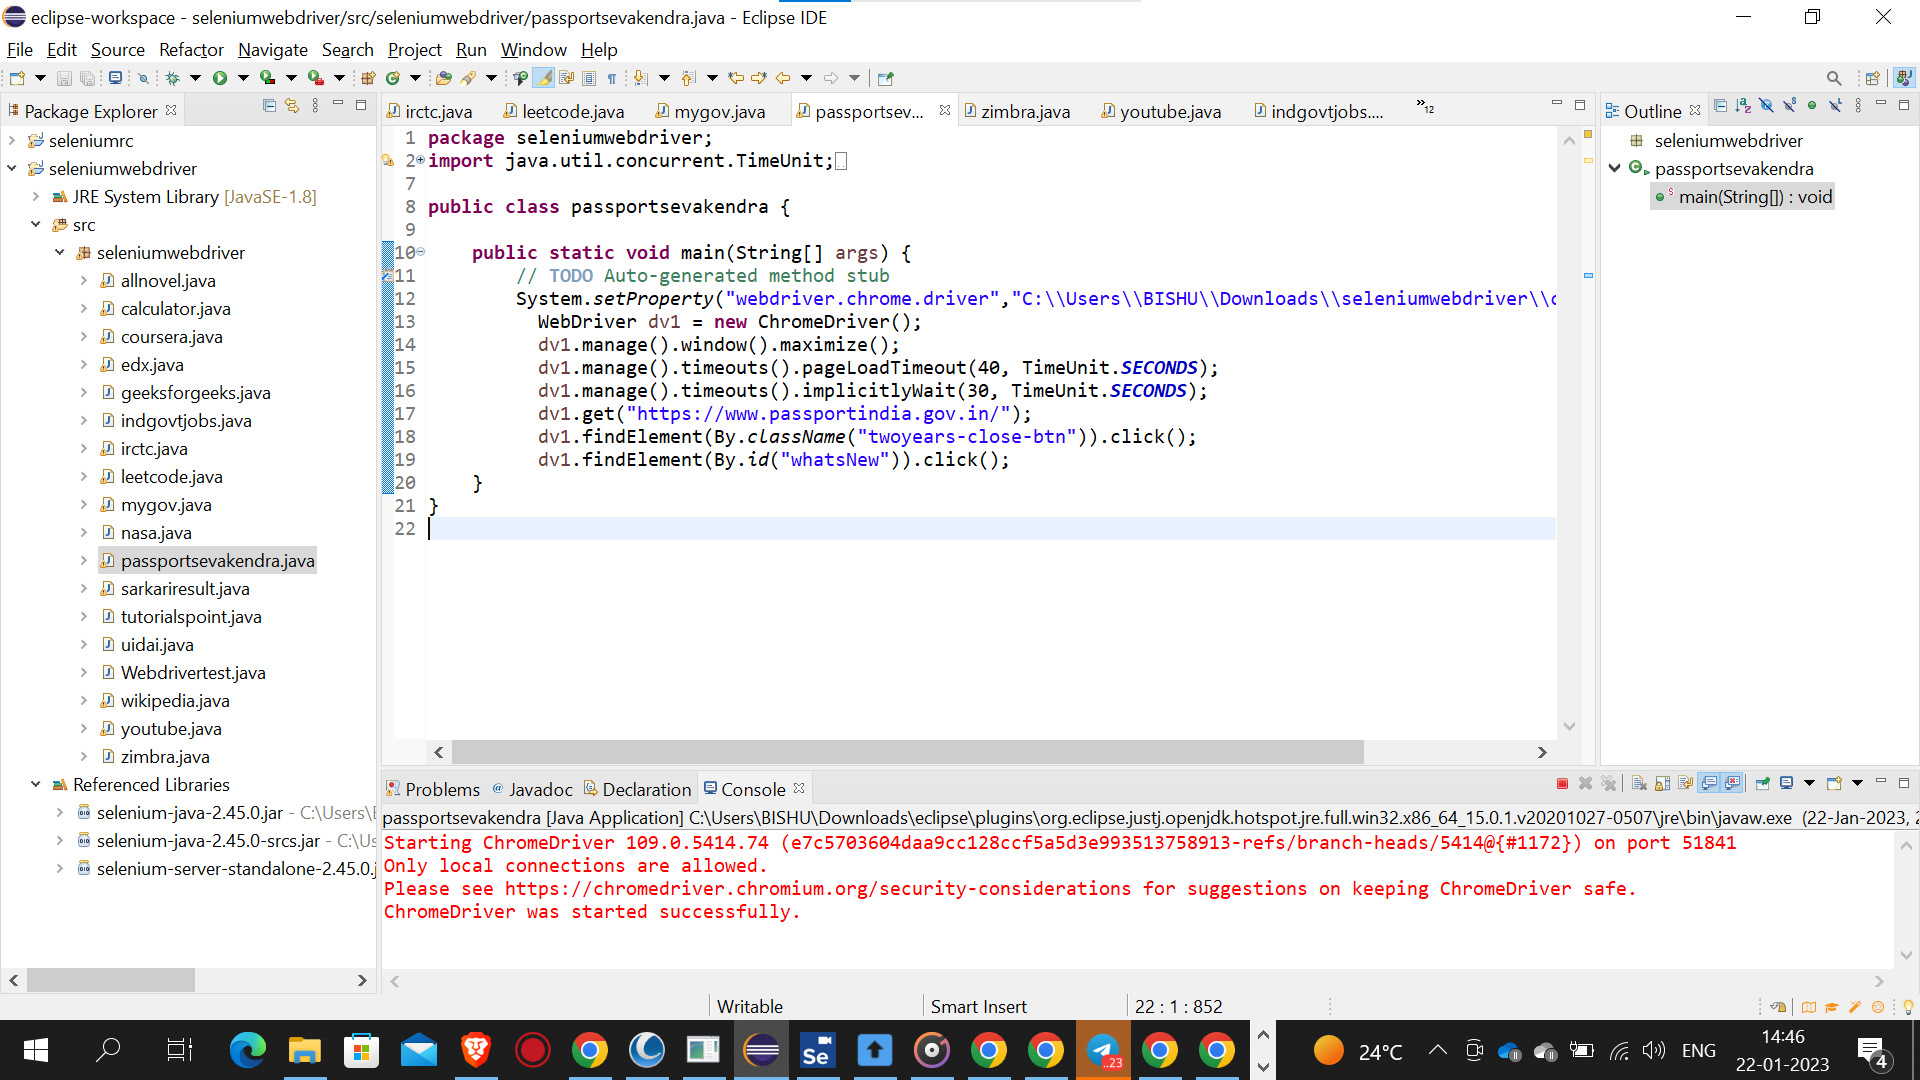 eclipse-workspace - seleniumwebdriver/src/seleniumwebdriver/passportsevakendra.java - Eclipse IDE
File Edit Source Refactor Navigate Search Project Run Window Help
Package Explorer
seleniumrc
seleniumwebdriver
JRE System Library [JavaSE-1.8]
src
seleniumwebdriver
allnovel.java
calculator.java
coursera.java
edx.java
geeksforgeeks.java
indgovtjobs.java
irctc.java
leetcode.java
mygov.java
nasa.java
passportsevakendra.java
sarkariresult.java
tutorialspoint.java
uidai.java
Webdrivertest.java
wikipedia.java
youtube.java
zimbra.java
Referenced Libraries
selenium-java-2.45.0.jar - C:\Users\
selenium-java-2.45.0-srcs.jar - C:\Us
selenium-server-standalone-2.45.0.j
irctc.java leetcode.java mygov.java passportsev... zimbra.java youtube.java indgovtjobs.... »12
1 package seleniumwebdriver;
2 import java.util.concurrent.TimeUnit;
7
8 public class passportsevakendra {
9
10 public static void main(String[] args) {
11 // TODO Auto-generated method stub
12 System.setProperty("webdriver.chrome.driver","C:\\Users\\BISHU\\Downloads\\seleniumwebdriver\\c
13 WebDriver dv1 = new ChromeDriver();
14 dv1.manage().window().maximize();
15 dv1.manage().timeouts().pageLoadTimeout(40, TimeUnit.SECONDS);
16 dv1.manage().timeouts().implicitlyWait(30, TimeUnit.SECONDS);
17 dv1.get("https://www.passportindia.gov.in/");
18 dv1.findElement(By.className("twoyears-close-btn")).click();
19 dv1.findElement(By.id("whatsNew")).click();
20 }
21 }
22
Outline
seleniumwebdriver
passportsevakendra
main(String[]) : void
Problems @ Javadoc Declaration Console
passportsevakendra [Java Application] C:\Users\BISHU\Downloads\eclipse\plugins\org.eclipse.justj.openjdk.hotspot.jre.full.win32.x86_64_15.0.1.v20201027-0507\jre\bin\javaw.exe (22-Jan-2023, 2
Starting ChromeDriver 109.0.5414.74 (e7c5703604daa9cc128ccf5a5d3e993513758913-refs/branch-heads/5414@{#1172}) on port 51841
Only local connections are allowed.
Please see https://chromedriver.chromium.org/security-considerations for suggestions on keeping ChromeDriver safe.
ChromeDriver was started successfully.
Writable Smart Insert 22 : 1 : 852
Se
..23
24°C
ENG
14:46
22-01-2023
4